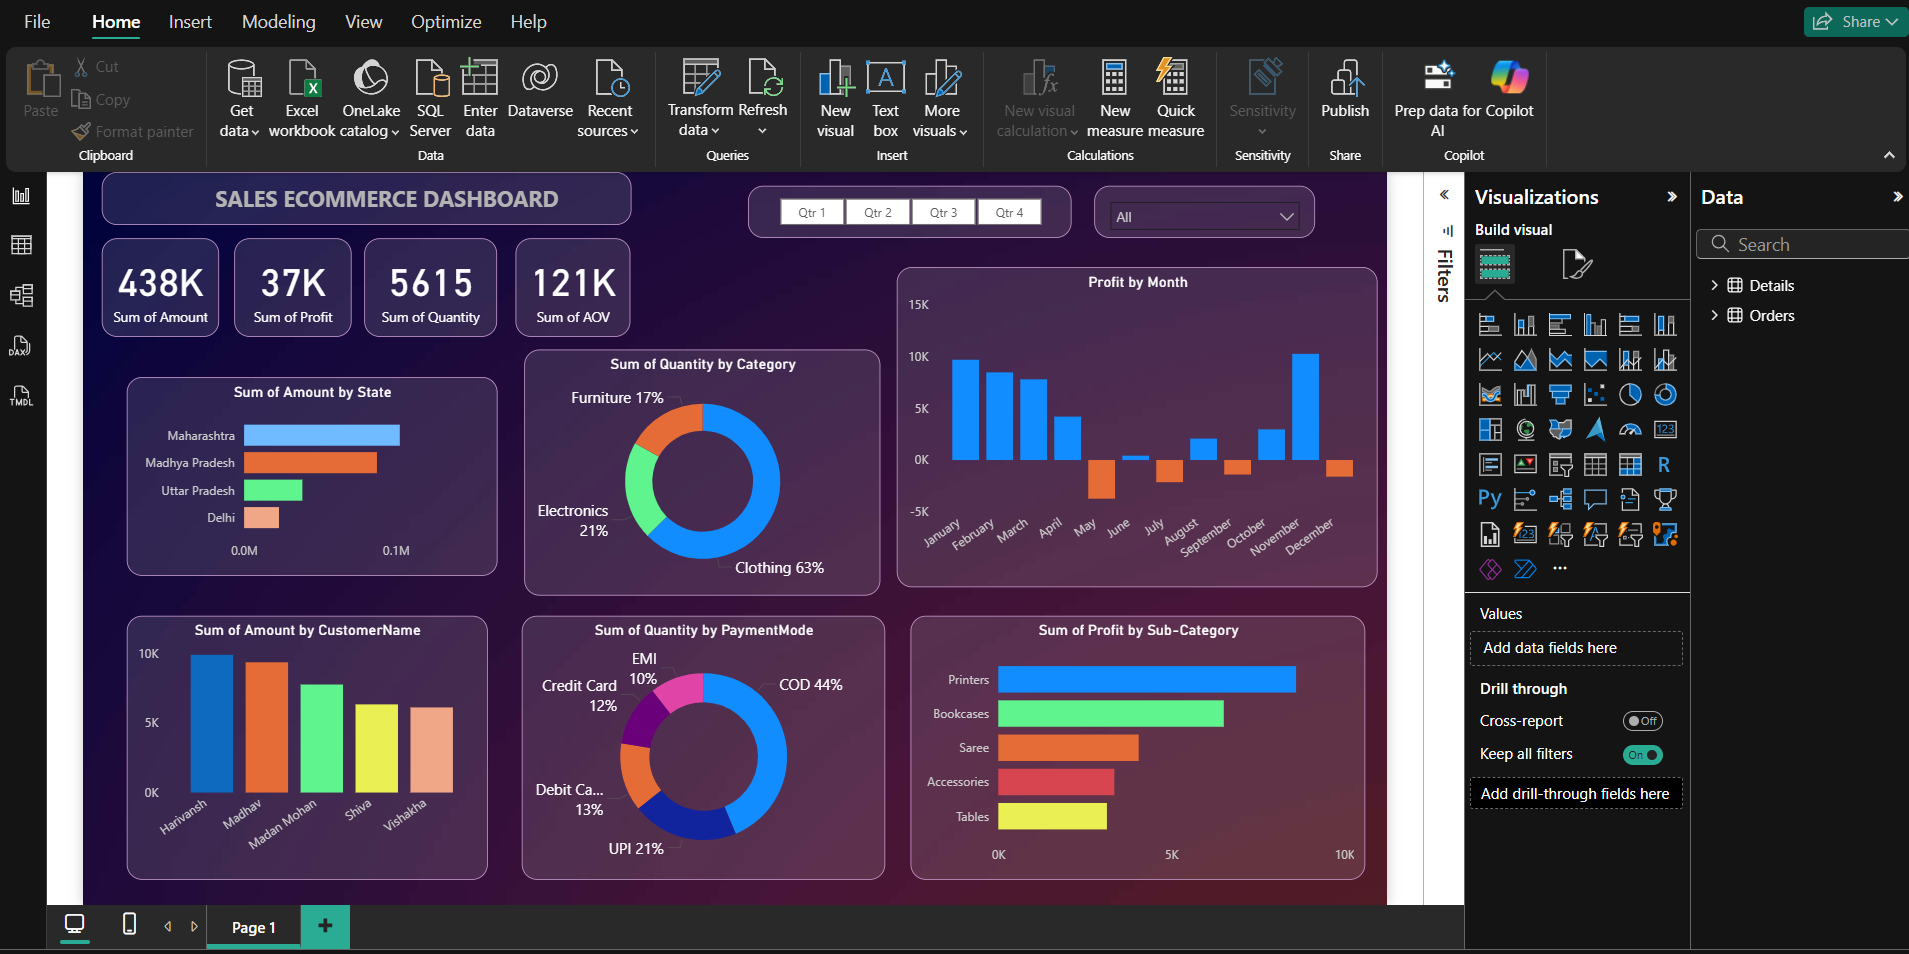 File Home Insert Modeling View Optimize Help
Share
Paste
Cut
Copy
Format painter
Clipboard
Get
data
Excel
workbook
OneLake
catalog
SQL
Server
Enter
data
Dataverse
Recent
sources
Data
Transform
data
Refresh
Queries
New
visual
Text
box
More
visuals
Insert
New visual
calculation
New
measure
Quick
measure
Calculations
Sensitivity
Sensitivity
Publish
Share
Prep data for
AI
Copilot
Copilot
DAX
TMDL
SALES ECOMMERCE DASHBOARD
Qtr 1
Qtr 2
Qtr 3
Qtr 4
All
438K
Sum of Amount
37K
Sum of Profit
5615
Sum of Quantity
121K
Sum of AOV
Sum of Amount by State
Maharashtra
Madhya Pradesh
Uttar Pradesh
Delhi
0.0M
0.1M
Sum of Quantity by Category
Furniture 17%
Electronics
21%
Clothing 63%
Profit by Month
15K
10K
5K
0K
-5K
January
February
March
April
May
June
July
August
September
October
November
December
Sum of Amount by CustomerName
10K
5K
0K
Harivansh
Madhav
Madan Mohan
Shiva
Vishakha
Sum of Quantity by PaymentMode
EMI
10%
Credit Card
12%
COD 44%
Debit Ca...
13%
UPI 21%
Sum of Profit by Sub-Category
Printers
Bookcases
Saree
Accessories
Tables
0K
5K
10K
Filters
Visualizations
Build visual
123
R
Py
123
Values
Add data fields here
Drill through
Cross-report
Off
Keep all filters
On
Add drill-through fields here
Data
Search
Details
Orders
Page 1